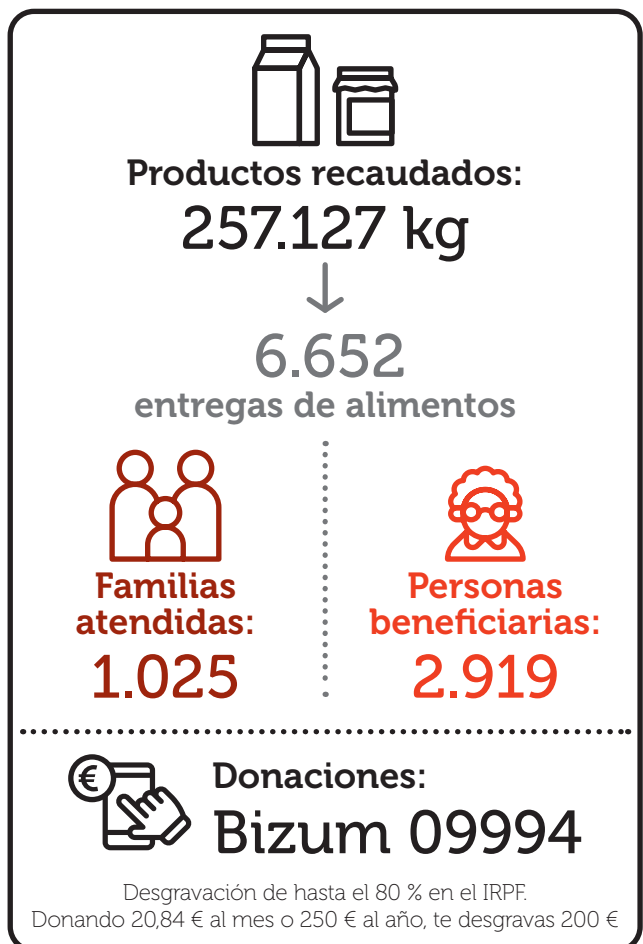 Productos recaudados:
257.127 kg
6.652
entregas de alimentos
Familias
atendidas:
1.025
Personas
beneficiarias:
2.919
€
Donaciones:
Bizum 09994
Desgravación de hasta el 80 % en el IRPF.
Donando 20,84 € al mes o 250 € al año, te desgravas 200 €